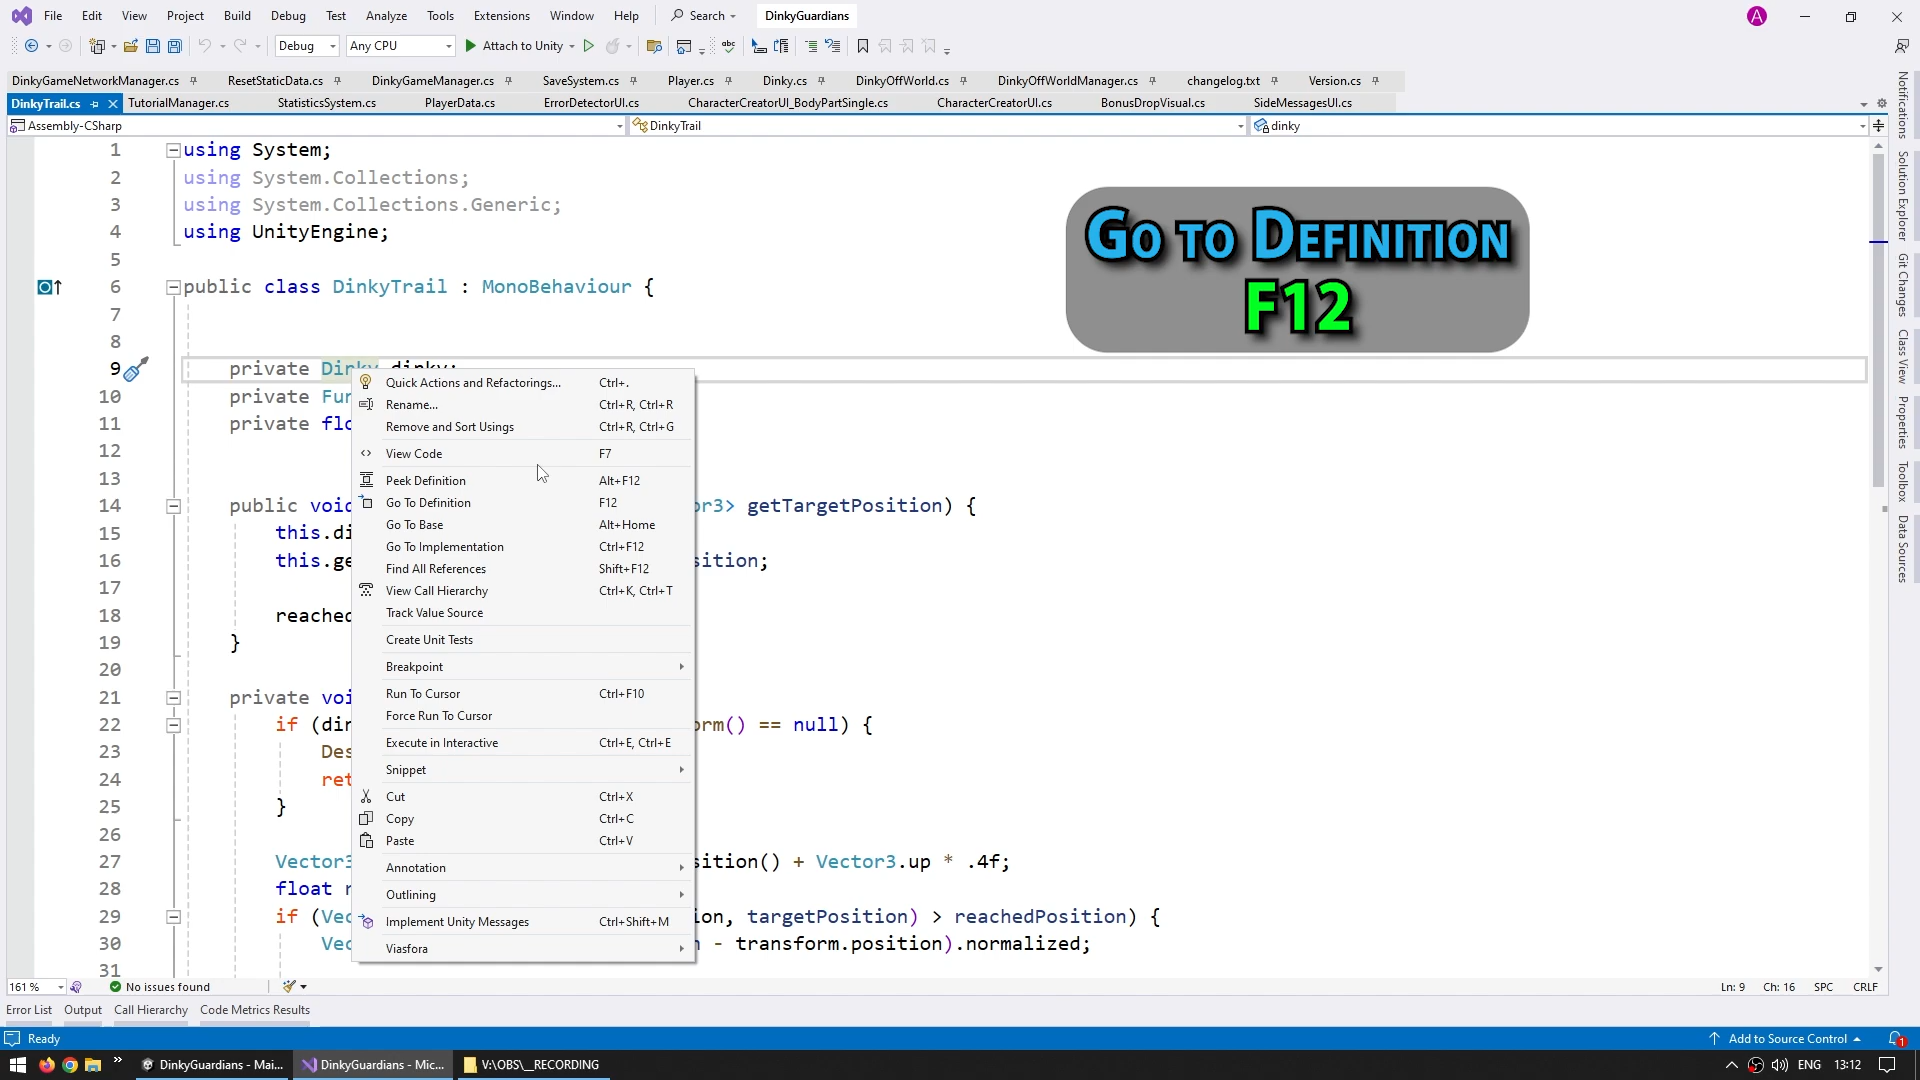 File Edit View Project Build Debug Test Analyze Tools Extensions Window Help Search DinkyGuardians A
Debug Any CPU Attach to Unity
DinkyGameNetworkManager.cs ResetStaticData.cs DinkyGameManager.cs SaveSystem.cs Player.cs Dinky.cs DinkyOffWorld.cs DinkyOffWorldManager.cs changelog.txt Version.cs
DinkyTrail.cs TutorialManager.cs StatisticsSystem.cs PlayerData.cs ErrorDetectorUI.cs CharacterCreatorUI_BodyPartSingle.cs CharacterCreatorUI.cs BonusDropVisual.cs SideMessagesUI.cs
Assembly-CSharp DinkyTrail dinky
1 using System;
2 using System.Collections;
3 using System.Collections.Generic;
4 using UnityEngine;
5
6 public class DinkyTrail : MonoBehaviour {
7
8
9 private Dinky dinky;
10 private Fun
11 private flo
12
13
14 public void or3> getTargetPosition) {
15 this.di
16 this.ge sition;
17
18 reached
19 }
20
21 private voi
22 if (din orm() == null) {
23 Des
24 ret
25 }
26
27 Vector3 sition() + Vector3.up * .4f;
28 float r
29 if (Vec ion, targetPosition) > reachedPosition) {
30 Vec n - transform.position).normalized;
31
Go to Definition
F12
Quick Actions and Refactorings... Ctrl+.
Rename... Ctrl+R, Ctrl+R
Remove and Sort Usings Ctrl+R, Ctrl+G
View Code F7
Peek Definition Alt+F12
Go To Definition F12
Go To Base Alt+Home
Go To Implementation Ctrl+F12
Find All References Shift+F12
View Call Hierarchy Ctrl+K, Ctrl+T
Track Value Source
Create Unit Tests
Breakpoint
Run To Cursor Ctrl+F10
Force Run To Cursor
Execute in Interactive Ctrl+E, Ctrl+E
Snippet
Cut Ctrl+X
Copy Ctrl+C
Paste Ctrl+V
Annotation
Outlining
Implement Unity Messages Ctrl+Shift+M
Viasfora
Notifications
Solution Explorer
Git Changes
Class View
Properties
Toolbox
Data Sources
161 % No issues found Ln: 9 Ch: 16 SPC CRLF
Error List Output Call Hierarchy Code Metrics Results
Ready Add to Source Control 1
DinkyGuardians - Mai... DinkyGuardians - Mic... V:\OBS\__RECORDING ENG 13:12